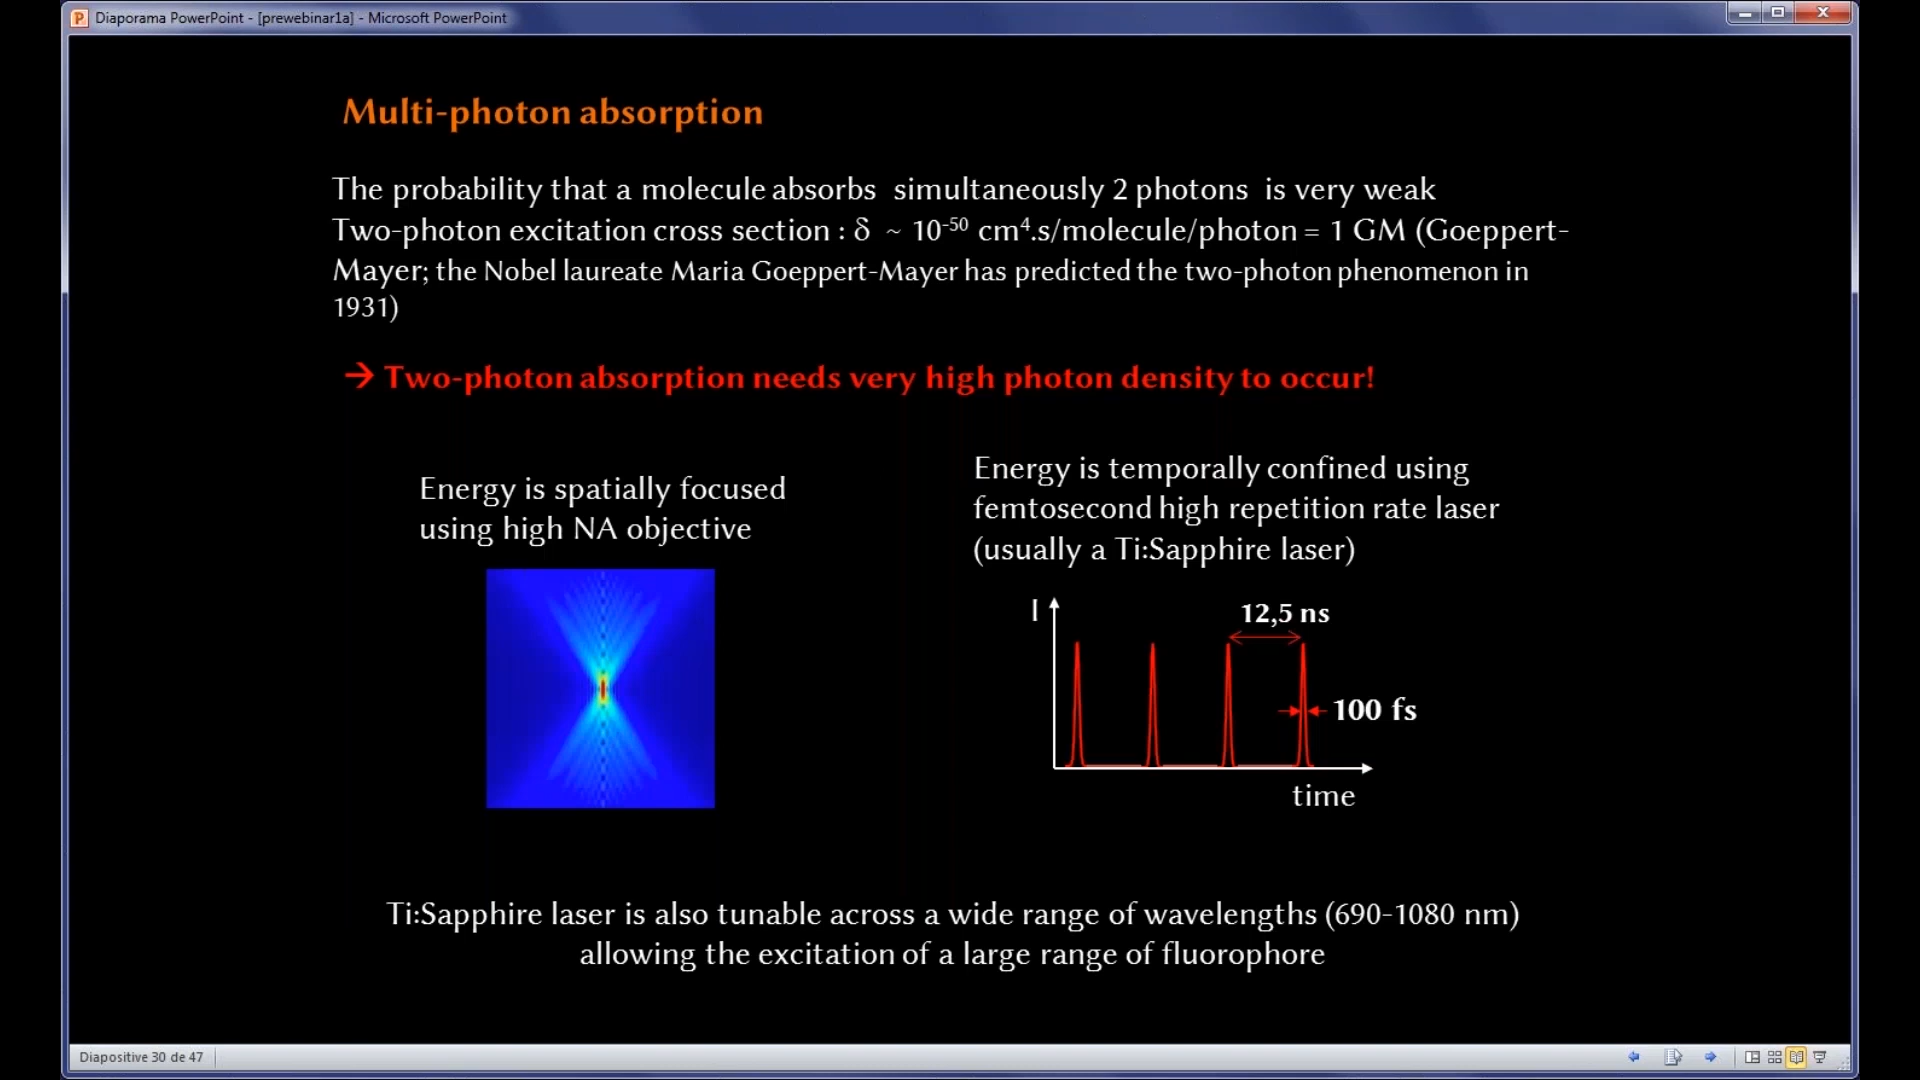 Diaporama PowerPoint - [prewebinar1a] - Microsoft PowerPoint
Multi-photon absorption
The probability that a molecule absorbs simultaneously 2 photons is very weak
Two-photon excitation cross section : δ ~ 10⁻⁵⁰ cm⁴.s/molecule/photon = 1 GM (Goeppert-
Mayer; the Nobel laureate Maria Goeppert-Mayer has predicted the two-photon phenomenon in
1931)
→ Two-photon absorption needs very high photon density to occur!
Energy is spatially focused
using high NA objective
Energy is temporally confined using
femtosecond high repetition rate laser
(usually a Ti:Sapphire laser)
I
12,5 ns
100 fs
time
Ti:Sapphire laser is also tunable across a wide range of wavelengths (690-1080 nm)
allowing the excitation of a large range of fluorophore
Diapositive 30 de 47